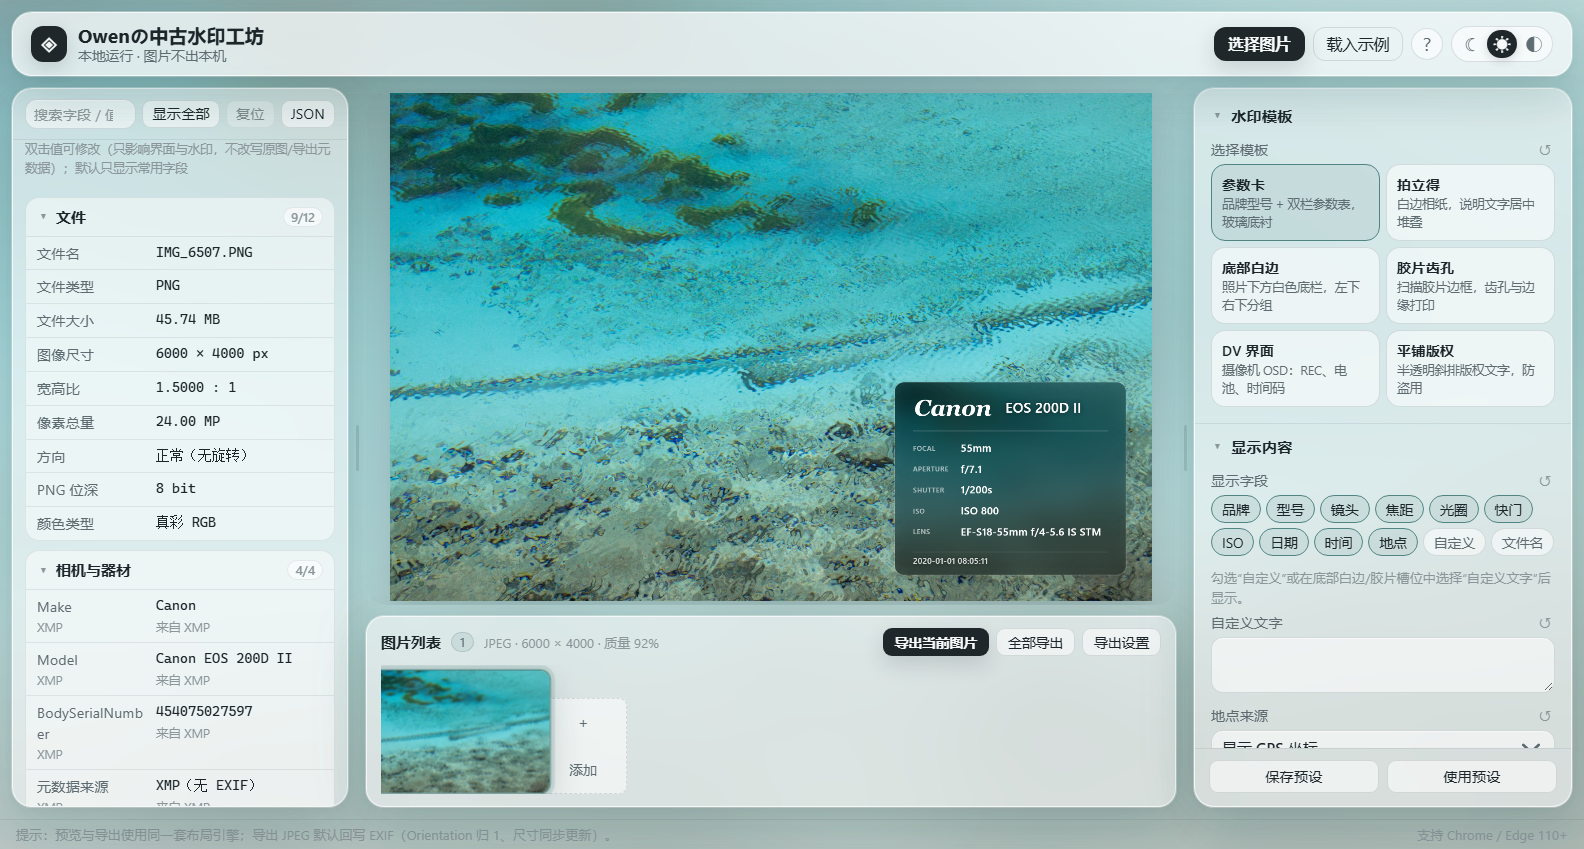 Owenの中古水印工坊
本地运行 · 图片不出本机
选择图片
载入示例
?
搜索字段 / 值
显示全部
复位
JSON
双击值可修改（只影响界面与水印，不改写原图/导出元
数据）；默认只显示常用字段
文件
9/12
文件名 IMG_6507.PNG
文件类型 PNG
文件大小 45.74 MB
图像尺寸 6000 × 4000 px
宽高比 1.5000 : 1
像素总量 24.00 MP
方向 正常（无旋转）
PNG 位深 8 bit
颜色类型 真彩 RGB
相机与器材
4/4
Make Canon
XMP 来自 XMP
Model Canon EOS 200D II
XMP 来自 XMP
BodySerialNumb 454075027597
er 来自 XMP
XMP
元数据来源 XMP（无 EXIF）
XMP 来自 XMP
Canon EOS 200D II
FOCAL 55mm
APERTURE f/7.1
SHUTTER 1/200s
ISO ISO 800
LENS EF-S18-55mm f/4-5.6 IS STM
2020-01-01 08:05:11
图片列表
1
JPEG · 6000 × 4000 · 质量 92%
导出当前图片
全部导出
导出设置
+
添加
水印模板
选择模板
参数卡
品牌型号 + 双栏参数表，
玻璃底衬
拍立得
白边相纸，说明文字居中
堆叠
底部白边
照片下方白色底栏，左下
右下分组
胶片齿孔
扫描胶片边框，齿孔与边
缘打印
DV 界面
摄像机 OSD：REC、电
池、时间码
平铺版权
半透明斜排版权文字，防
盗用
显示内容
显示字段
品牌 型号 镜头 焦距 光圈 快门
ISO 日期 时间 地点 自定义 文件名
勾选“自定义”或在底部白边/胶片槽位中选择“自定义文字”后
显示。
自定义文字
地点来源
显示 GPS 坐标
保存预设
使用预设
提示：预览与导出使用同一套布局引擎；导出 JPEG 默认回写 EXIF（Orientation 归 1、尺寸同步更新）。
支持 Chrome / Edge 110+